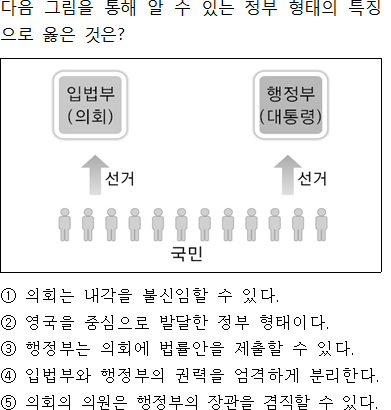 다음 그림을 통해 알 수 있는 정부 형태의 특징
으로 옳은 것은?
입법부
(의회)
행정부
(대통령)
선거
선거
국민
① 의회는 내각을 불신임할 수 있다.
② 영국을 중심으로 발달한 정부 형태이다.
③ 행정부는 의회에 법률안을 제출할 수 있다.
④ 입법부와 행정부의 권력을 엄격하게 분리한다.
⑤ 의회의 의원은 행정부의 장관을 겸직할 수 있다.